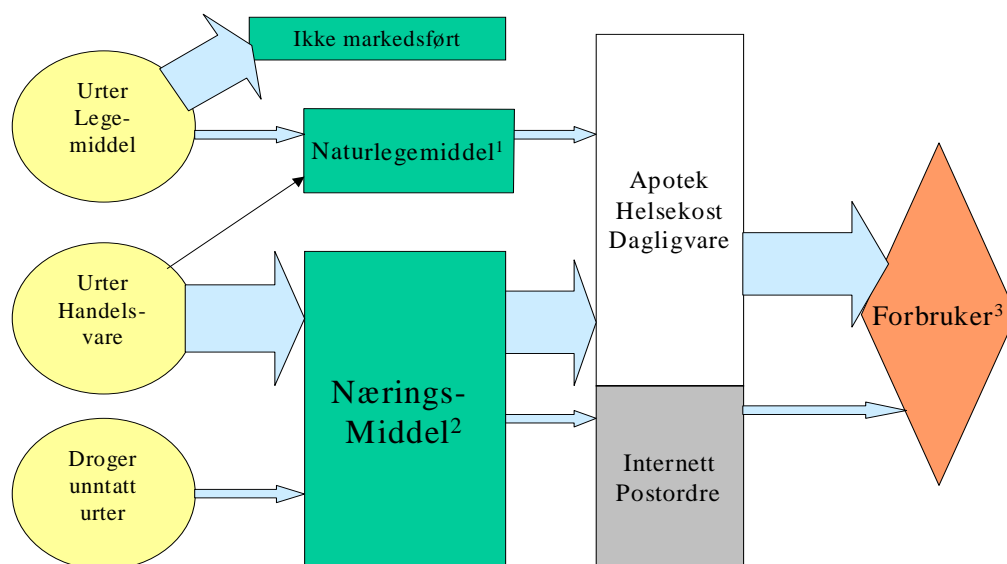 Ikke markedsført
Urter
Lege-
middel
Naturlegemiddel¹
Apotek
Helsekost
Dagligvare
Urter
Handels-
vare
Forbruker³
Nærings-
Middel²
Droger
unntatt
urter
Internett
Postordre